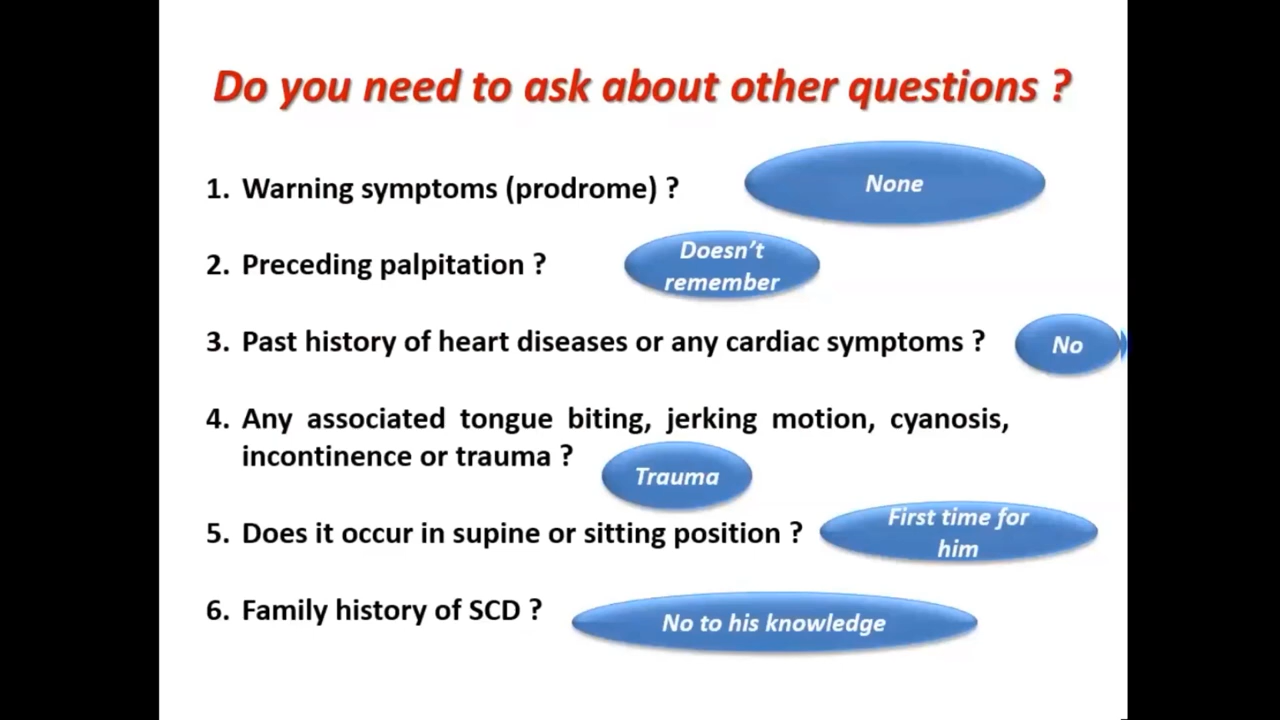 Do you need to ask about other questions ?
1. Warning symptoms (prodrome) ?
None
2. Preceding palpitation ?
Doesn't
remember
3. Past history of heart diseases or any cardiac symptoms ?
No
4. Any associated tongue biting, jerking motion, cyanosis,
incontinence or trauma ?
Trauma
5. Does it occur in supine or sitting position ?
First time for
him
6. Family history of SCD ?
No to his knowledge